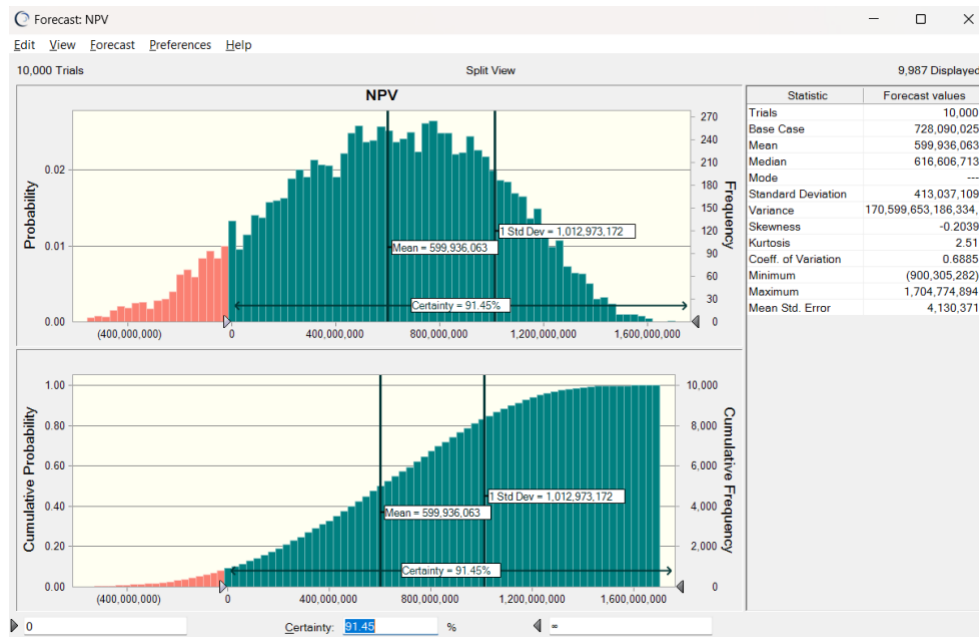 Forecast: NPV
Edit View Forecast Preferences Help
10,000 Trials Split View 9,987 Displayed
NPV
Probability
0.02
0.01
0.00
Frequency
270
240
210
180
150
120
90
60
30
0
1 Std Dev = 1,012,973,172
Mean = 599,936,063
Certainty = 91.45%
(400,000,000) 0 400,000,000 800,000,000 1,200,000,000 1,600,000,000
Cumulative Probability
1.00
0.80
0.60
0.40
0.20
0.00
Cumulative Frequency
10,000
8,000
6,000
4,000
2,000
0
1 Std Dev = 1,012,973,172
Mean = 599,936,063
Certainty = 91.45%
(400,000,000) 0 400,000,000 800,000,000 1,200,000,000 1,600,000,000
Statistic Forecast values
Trials 10,000
Base Case 728,090,025
Mean 599,936,063
Median 616,606,713
Mode ---
Standard Deviation 413,037,109
Variance 170,599,653,186,334,
Skewness -0.2039
Kurtosis 2.51
Coeff. of Variation 0.6885
Minimum (900,305,282)
Maximum 1,704,774,894
Mean Std. Error 4,130,371
0 Certainty: 91.45 %